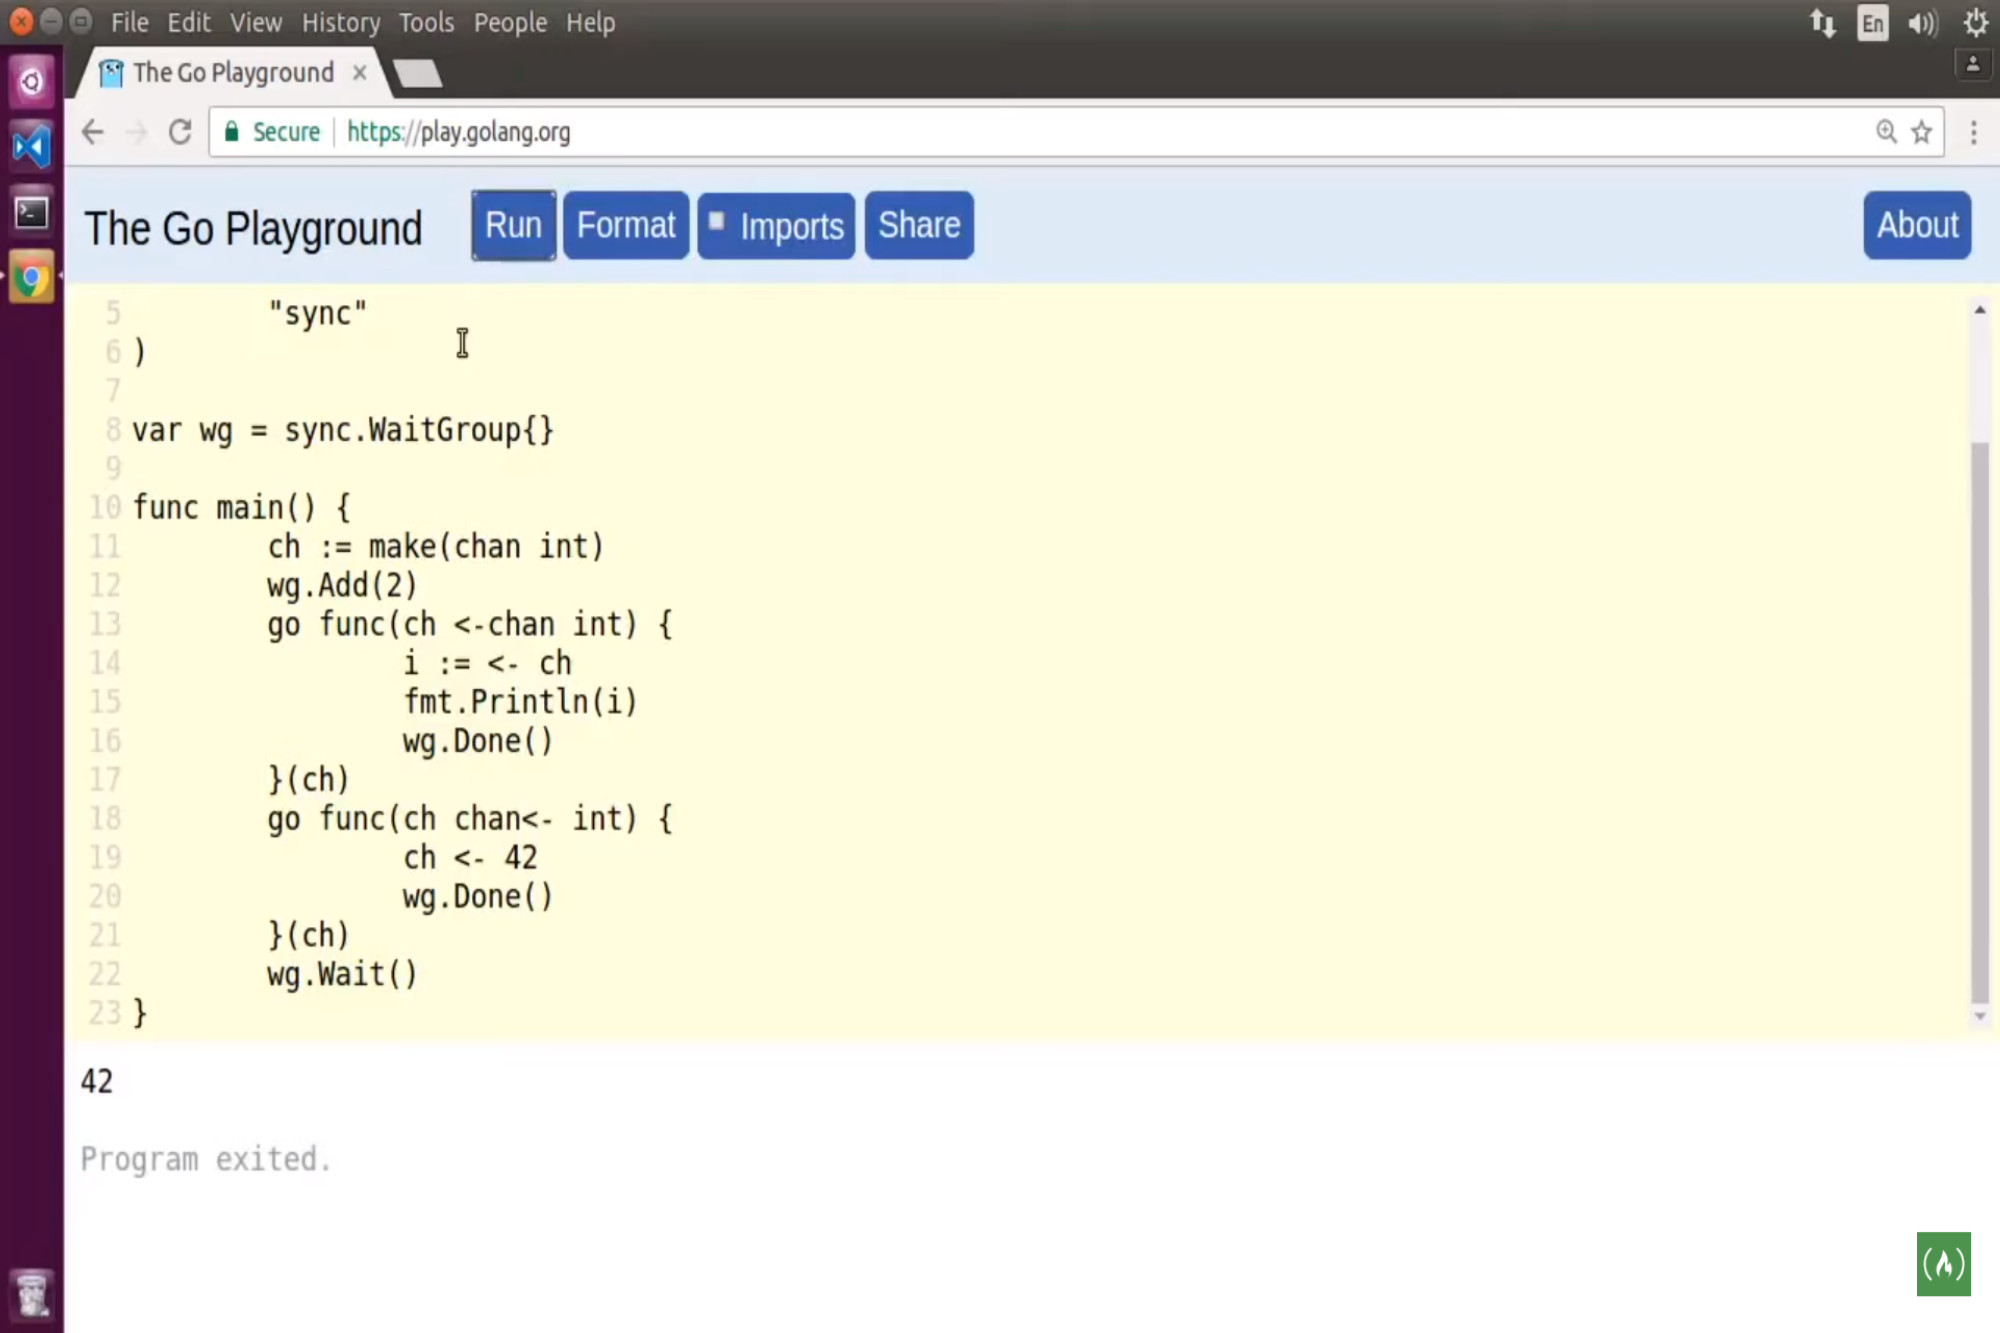 File Edit View History Tools People Help
En
The Go Playground
Secure https://play.golang.org
The Go Playground Run Format Imports Share About
5 "sync"
6 )
7
8 var wg = sync.WaitGroup{}
9
10 func main() {
11 ch := make(chan int)
12 wg.Add(2)
13 go func(ch <-chan int) {
14 i := <- ch
15 fmt.Println(i)
16 wg.Done()
17 }(ch)
18 go func(ch chan<- int) {
19 ch <- 42
20 wg.Done()
21 }(ch)
22 wg.Wait()
23 }
42
Program exited.